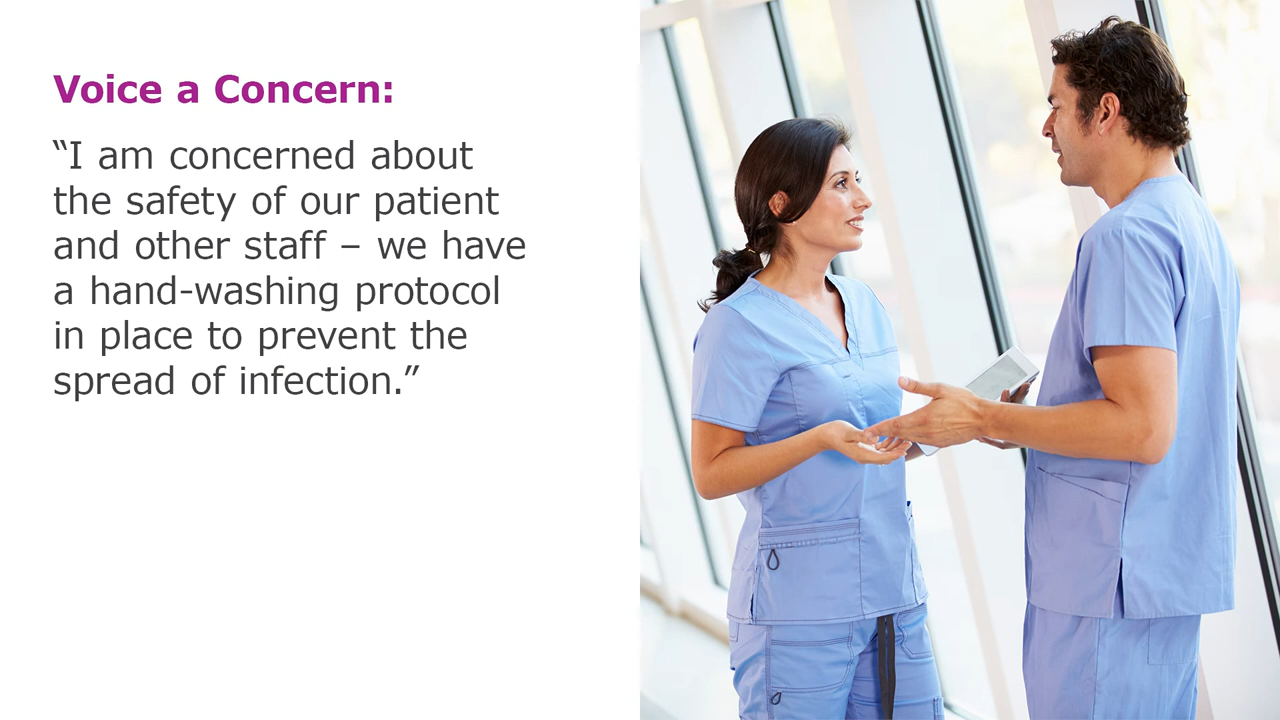 Voice a Concern:
“I am concerned about
the safety of our patient
and other staff – we have
a hand-washing protocol
in place to prevent the
spread of infection.”